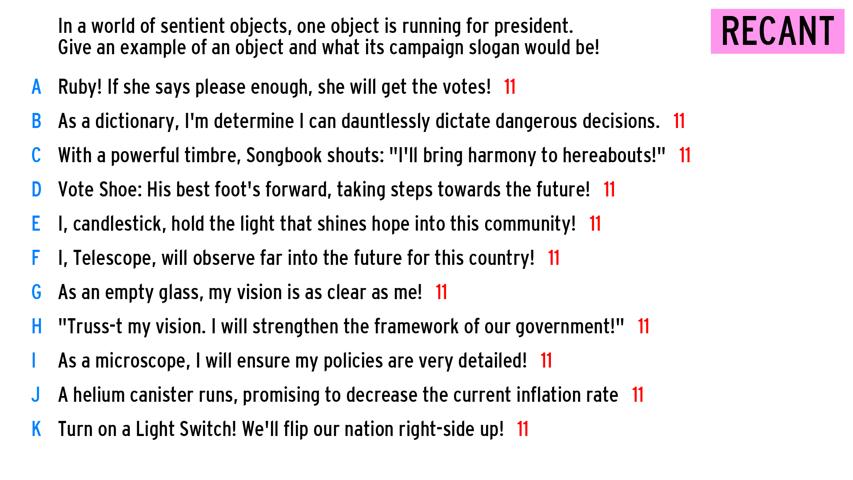 In a world of sentient objects, one object is running for president.
Give an example of an object and what its campaign slogan would be!
RECANT
A Ruby! If she says please enough, she will get the votes! 11
B As a dictionary, I'm determine I can dauntlessly dictate dangerous decisions. 11
C With a powerful timbre, Songbook shouts: "I'll bring harmony to hereabouts!" 11
D Vote Shoe: His best foot's forward, taking steps towards the future! 11
E I, candlestick, hold the light that shines hope into this community! 11
F I, Telescope, will observe far into the future for this country! 11
G As an empty glass, my vision is as clear as me! 11
H "Truss-t my vision. I will strengthen the framework of our government!" 11
I As a microscope, I will ensure my policies are very detailed! 11
J A helium canister runs, promising to decrease the current inflation rate 11
K Turn on a Light Switch! We'll flip our nation right-side up! 11